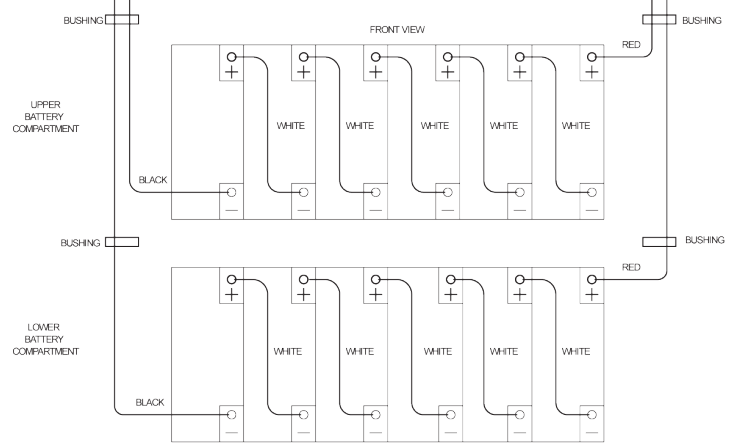 BUSHING
BUSHING
FRONT VIEW
RED
+ + + + + +
UPPER
BATTERY
COMPARTMENT
WHITE WHITE WHITE WHITE WHITE
BLACK
— — — — — —
BUSHING
BUSHING
RED
+ + + + + +
LOWER
BATTERY
COMPARTMENT
WHITE WHITE WHITE WHITE WHITE
BLACK
— — — — — —